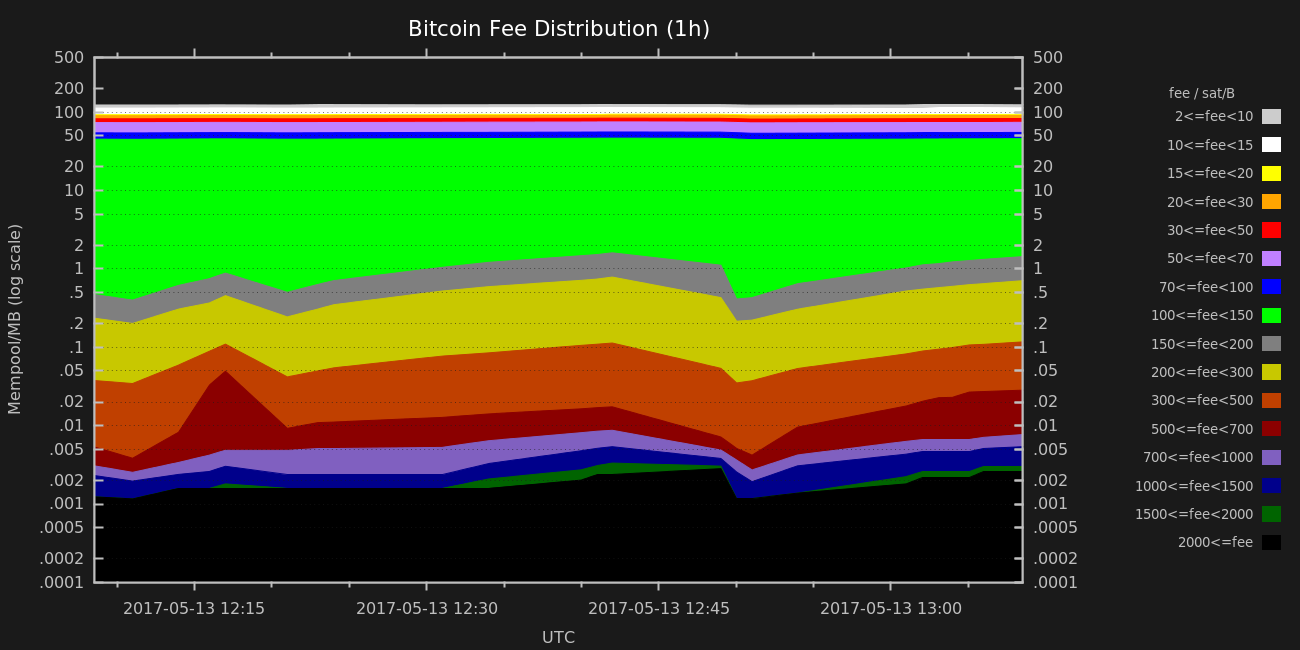 Bitcoin Fee Distribution (1h)
500
200
100
50
20
10
5
2
1
.5
.2
.1
.05
.02
.01
.005
.002
.001
.0005
.0002
.0001
Mempool/MB (log scale)
500
200
100
50
20
10
5
2
1
.5
.2
.1
.05
.02
.01
.005
.002
.001
.0005
.0002
.0001
fee / sat/B
2<=fee<10
10<=fee<15
15<=fee<20
20<=fee<30
30<=fee<50
50<=fee<70
70<=fee<100
100<=fee<150
150<=fee<200
200<=fee<300
300<=fee<500
500<=fee<700
700<=fee<1000
1000<=fee<1500
1500<=fee<2000
2000<=fee
2017-05-13 12:15 2017-05-13 12:30 2017-05-13 12:45 2017-05-13 13:00
UTC